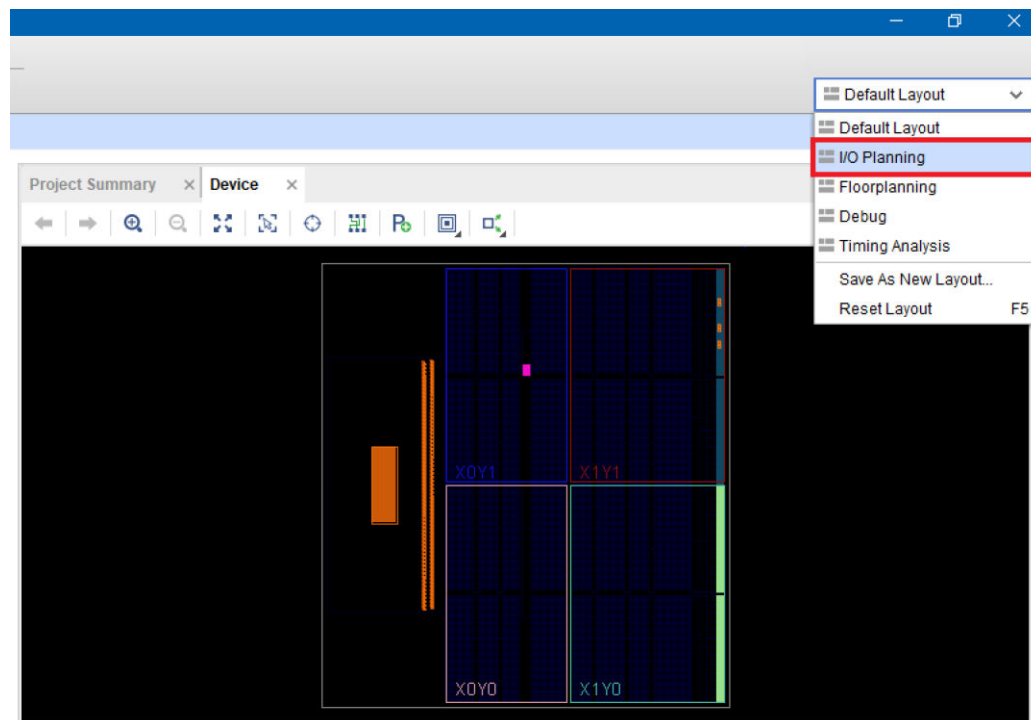 Default Layout
Default Layout
I/O Planning
Floorplanning
Debug
Timing Analysis
Save As New Layout...
Reset Layout F5
Project Summary × Device ×
X0Y1 X1Y1
X0Y0 X1Y0